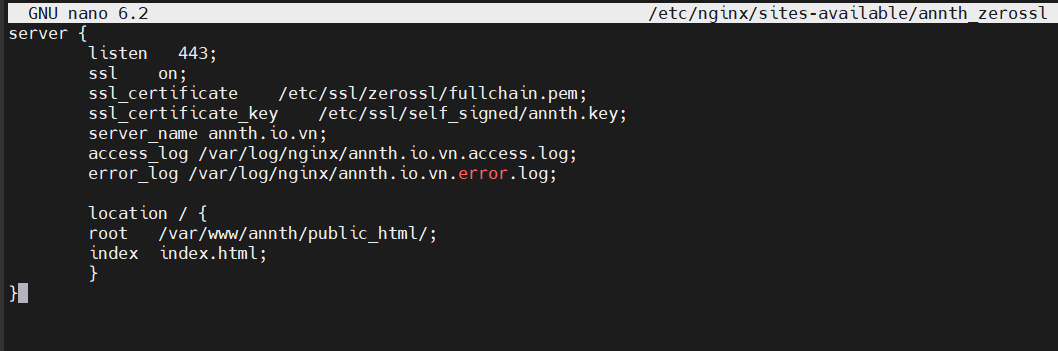 GNU nano 6.2 /etc/nginx/sites-available/annth_zerossl
server {
listen 443;
ssl on;
ssl_certificate /etc/ssl/zerossl/fullchain.pem;
ssl_certificate_key /etc/ssl/self_signed/annth.key;
server_name annth.io.vn;
access_log /var/log/nginx/annth.io.vn.access.log;
error_log /var/log/nginx/annth.io.vn.error.log;
location / {
root /var/www/annth/public_html/;
index index.html;
}
}